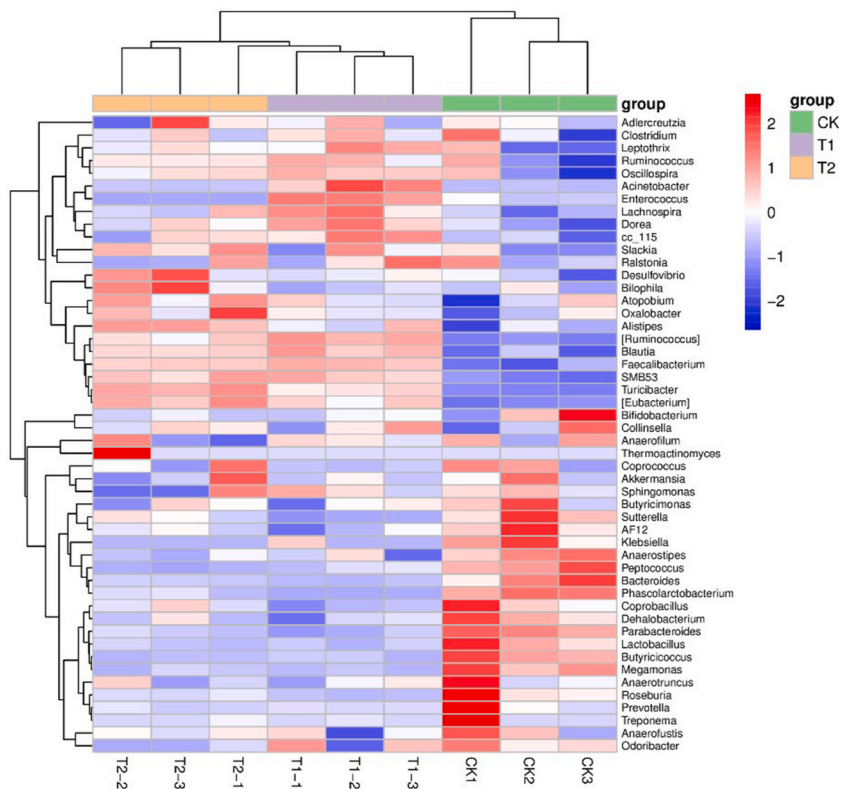 group
Adlercreutzia
Clostridium
Leptothrix
Ruminococcus
Oscillospira
Acinetobacter
Enterococcus
Lachnospira
Dorea
cc_115
Slackia
Ralstonia
Desulfovibrio
Bilophila
Atopobium
Oxalobacter
Alistipes
[Ruminococcus]
Blautia
Faecalibacterium
SMB53
Turicibacter
[Eubacterium]
Bifidobacterium
Collinsella
Anaerofilum
Thermoactinomyces
Coprococcus
Akkermansia
Sphingomonas
Butyricimonas
Sutterella
AF12
Klebsiella
Anaerostipes
Peptococcus
Bacteroides
Phascolarctobacterium
Coprobacillus
Dehalobacterium
Parabacteroides
Lactobacillus
Butyricicoccus
Megamonas
Anaerotruncus
Roseburia
Prevotella
Treponema
Anaerofustis
Odoribacter
T2-2
T2-3
T2-1
T1-1
T1-2
T1-3
CK1
CK2
CK3
2
1
0
−1
−2
group
CK
T1
T2